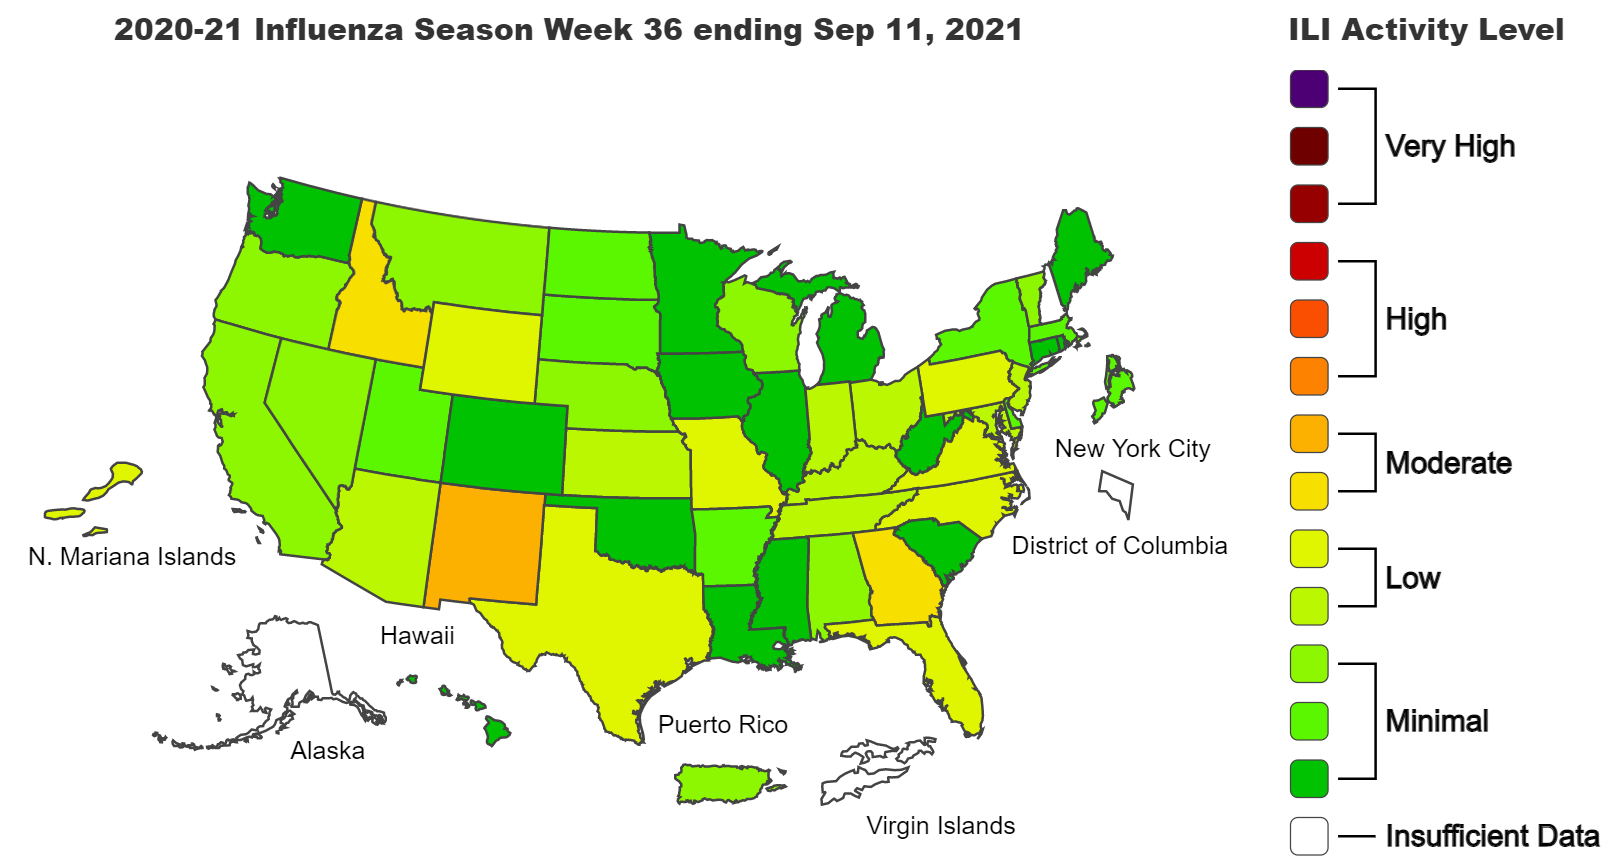 2020-21 Influenza Season Week 36 ending Sep 11, 2021
ILI Activity Level
Very High
High
Moderate
Low
Minimal
Insufficient Data
New York City
District of Columbia
N. Mariana Islands
Hawaii
Alaska
Puerto Rico
Virgin Islands